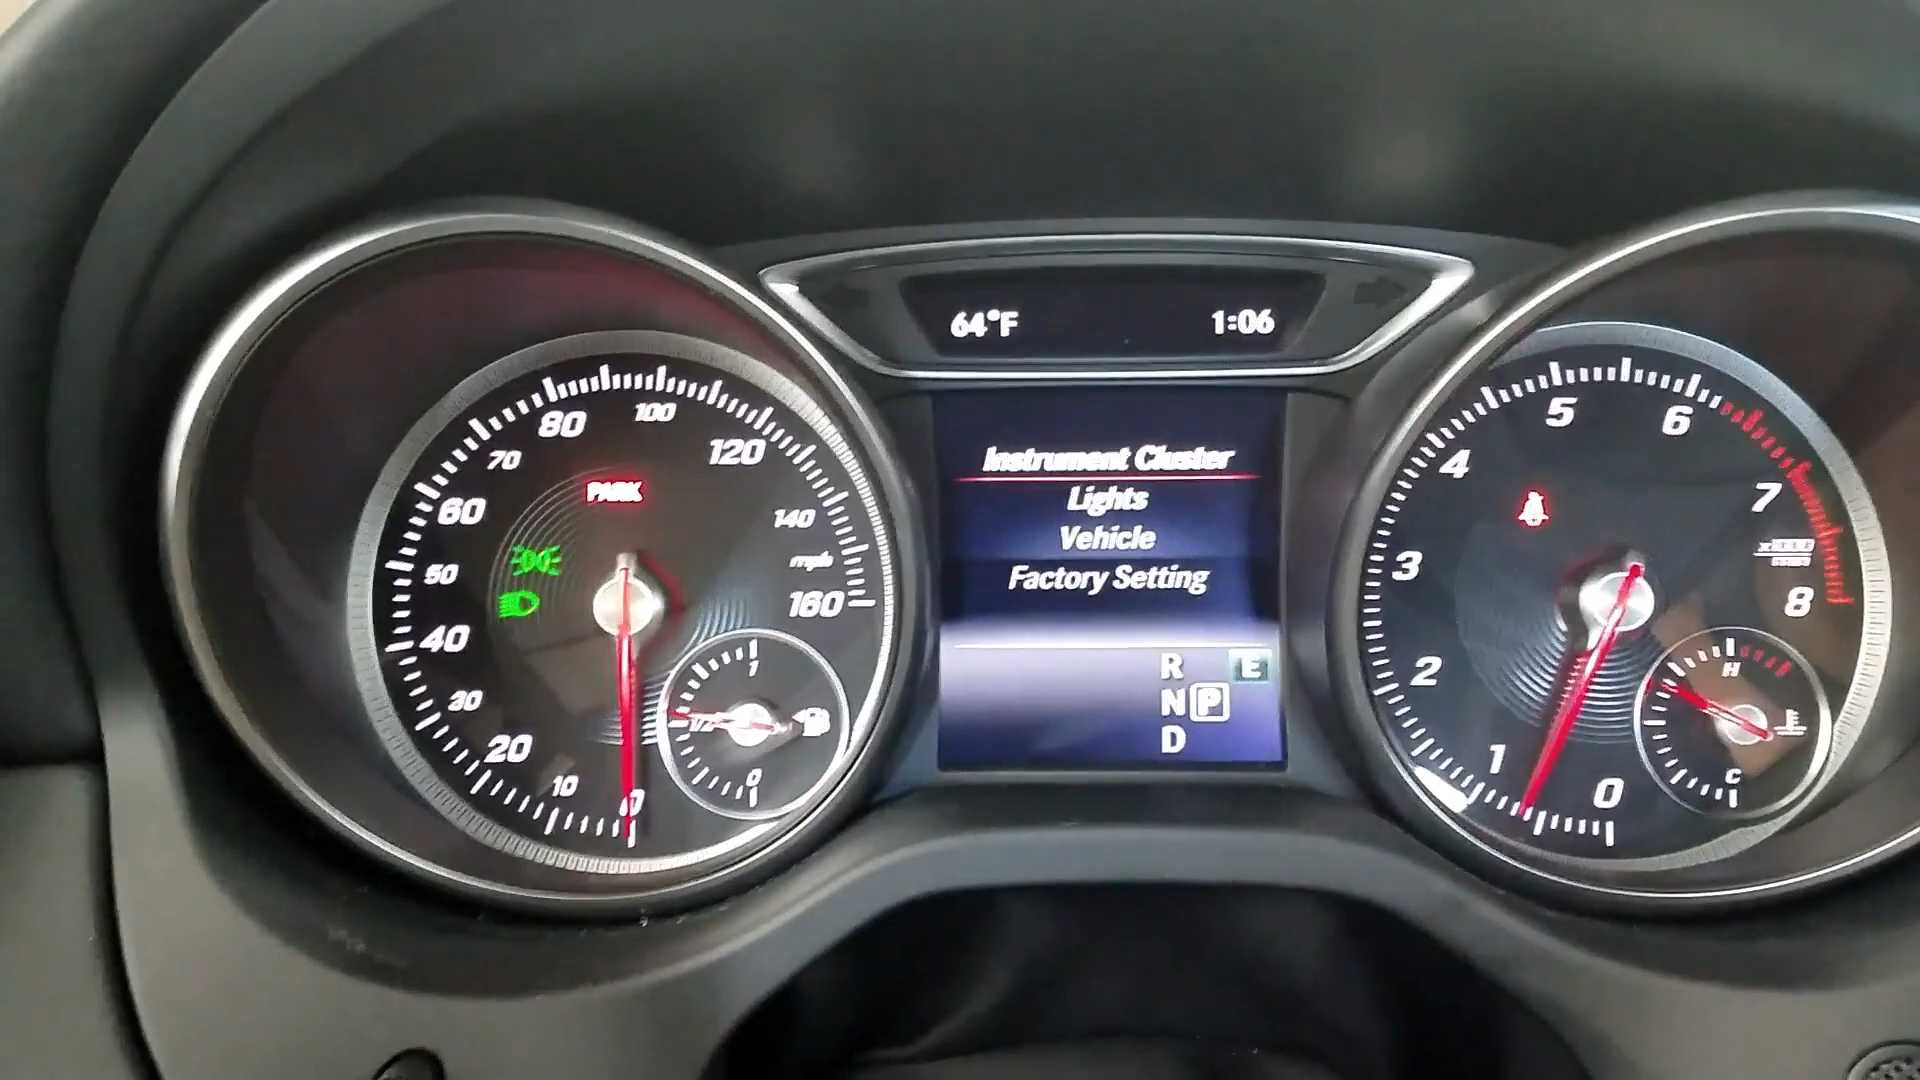 64°F 1:06
Instrument Cluster
Lights
Vehicle
Factory Setting
R E
N P
D
PARK
0
10
20
30
40
50
60
70
80
100
120
140
mph
160
1
1/2
0
0
1
2
3
4
5
6
7
8
H
C